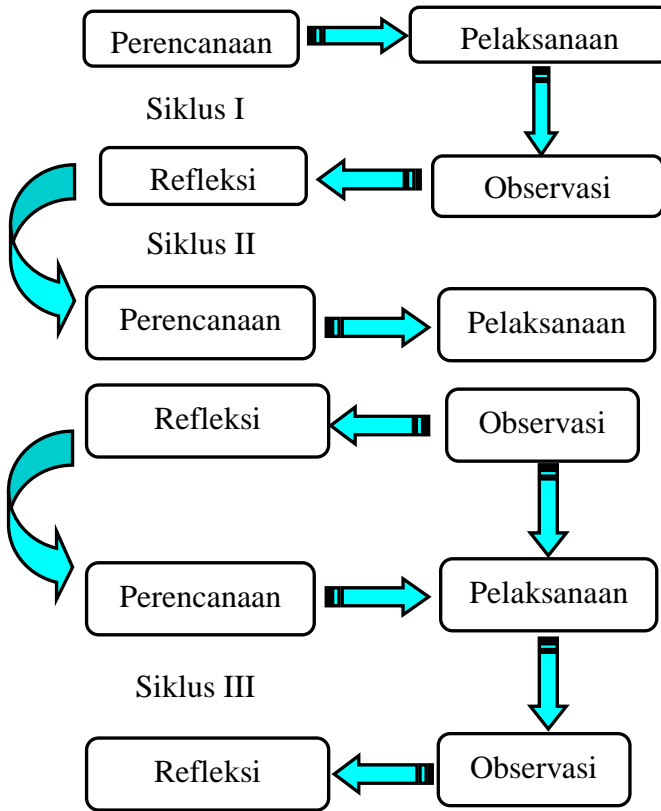 Perencanaan
Pelaksanaan
Siklus I
Refleksi
Observasi
Siklus II
Perencanaan
Pelaksanaan
Refleksi
Observasi
Perencanaan
Pelaksanaan
Siklus III
Refleksi
Observasi